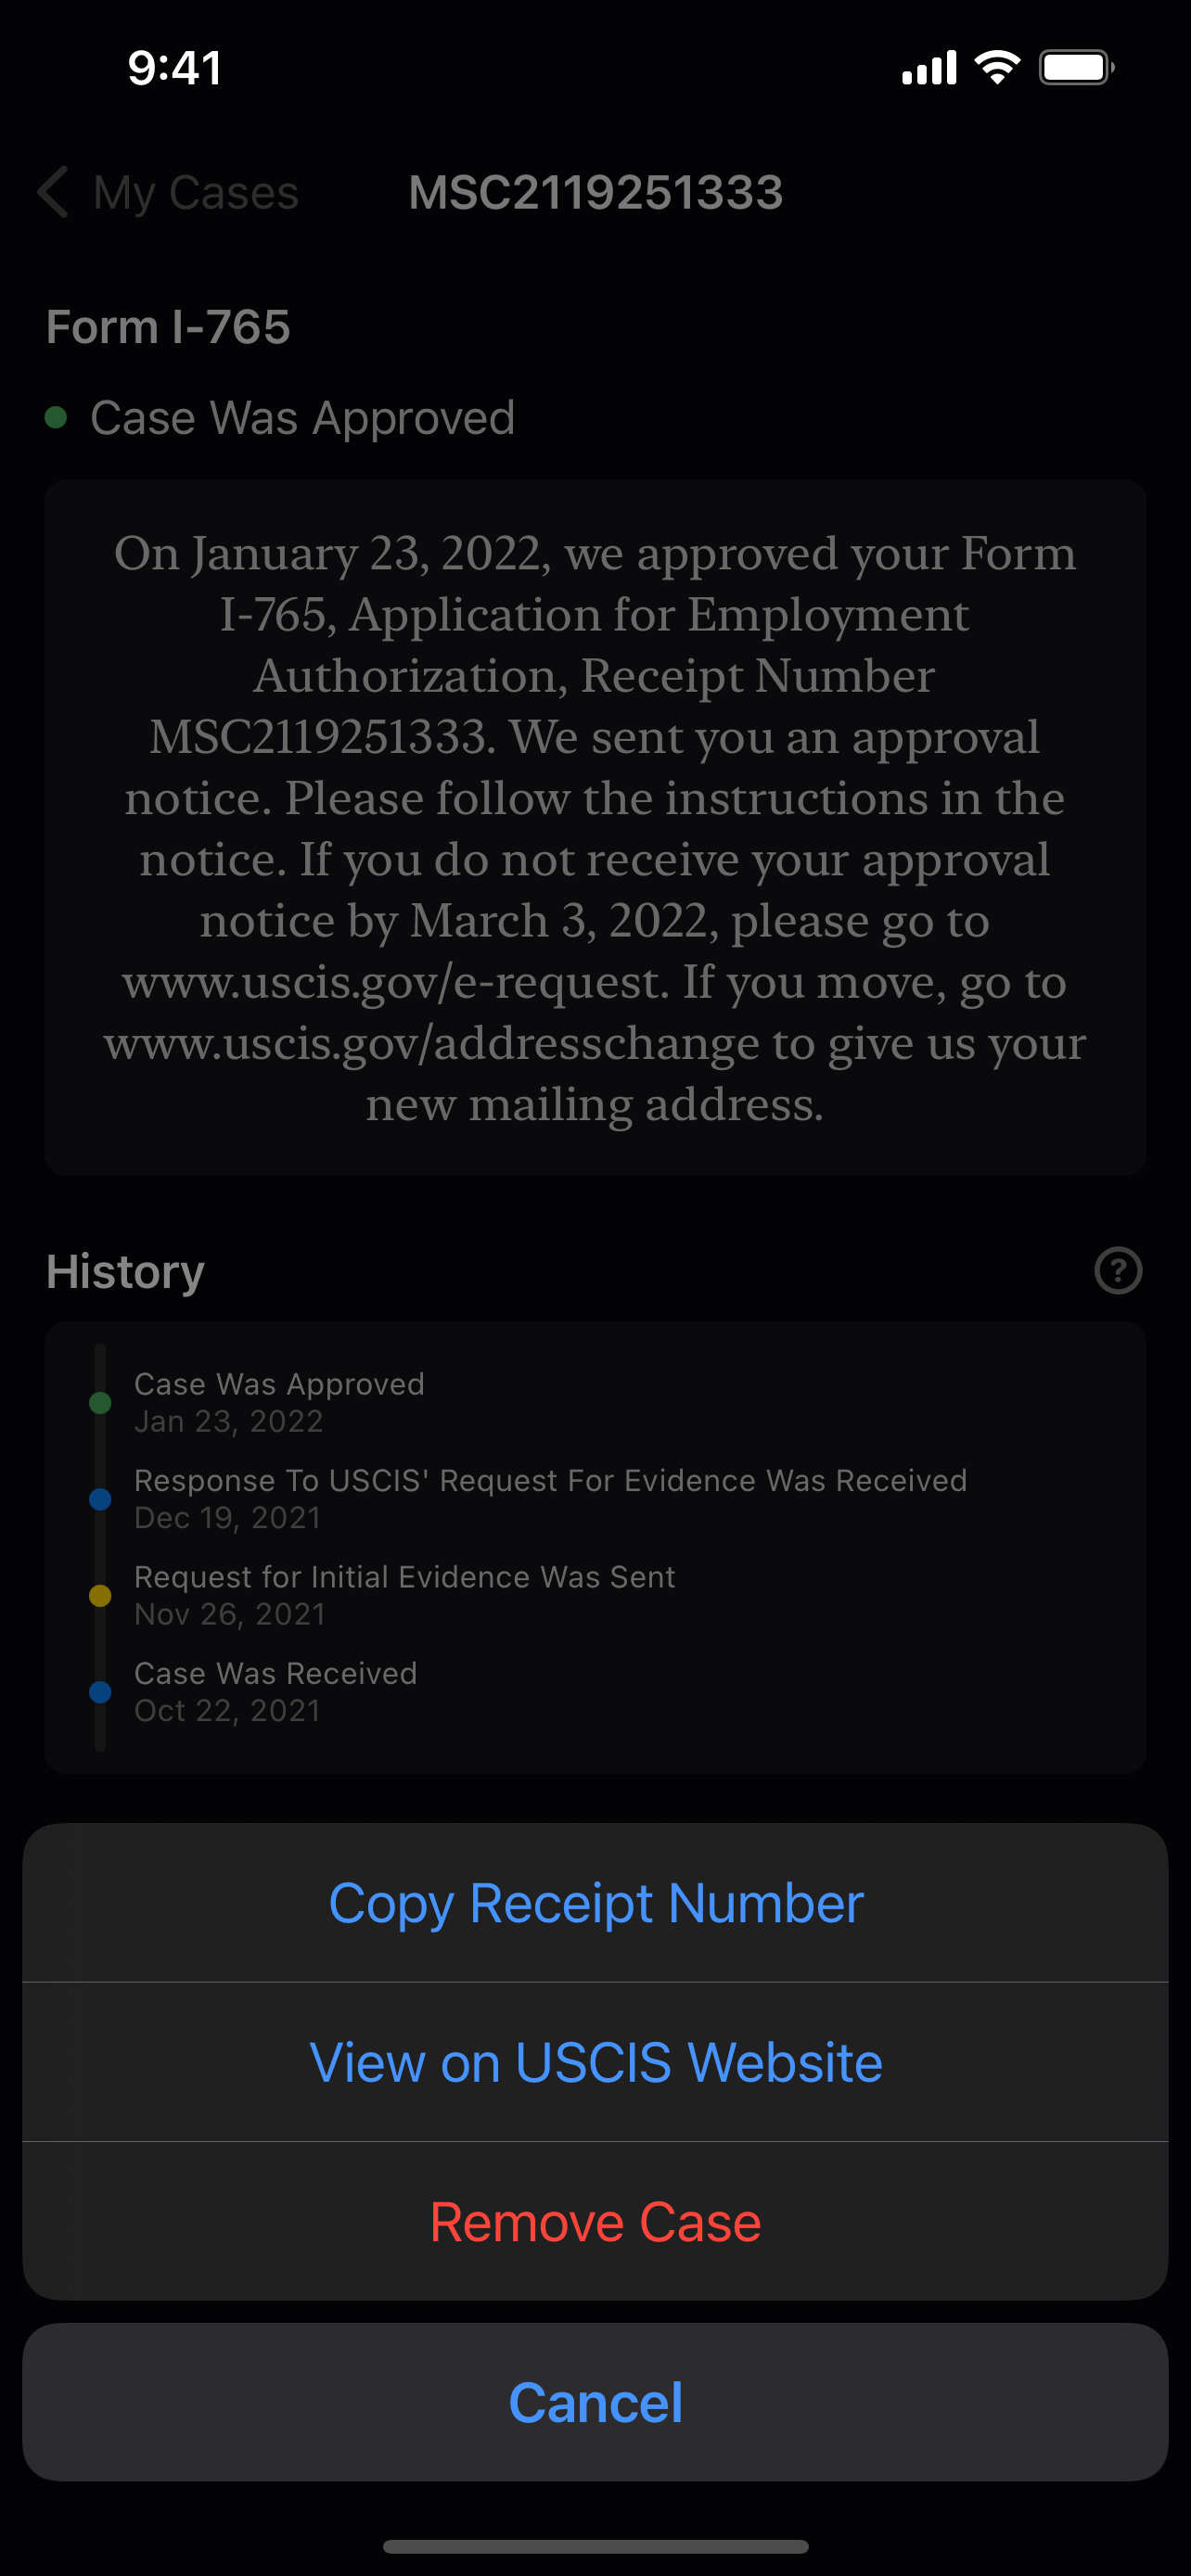 9:41
My Cases
MSC2119251333
Form I-765
Case Was Approved
On January 23, 2022, we approved your Form
I-765, Application for Employment
Authorization, Receipt Number
MSC2119251333. We sent you an approval
notice. Please follow the instructions in the
notice. If you do not receive your approval
notice by March 3, 2022, please go to
www.uscis.gov/e-request. If you move, go to
www.uscis.gov/addresschange to give us your
new mailing address.
History
?
Case Was Approved
Jan 23, 2022
Response To USCIS' Request For Evidence Was Received
Dec 19, 2021
Request for Initial Evidence Was Sent
Nov 26, 2021
Case Was Received
Oct 22, 2021
Copy Receipt Number
View on USCIS Website
Remove Case
Cancel